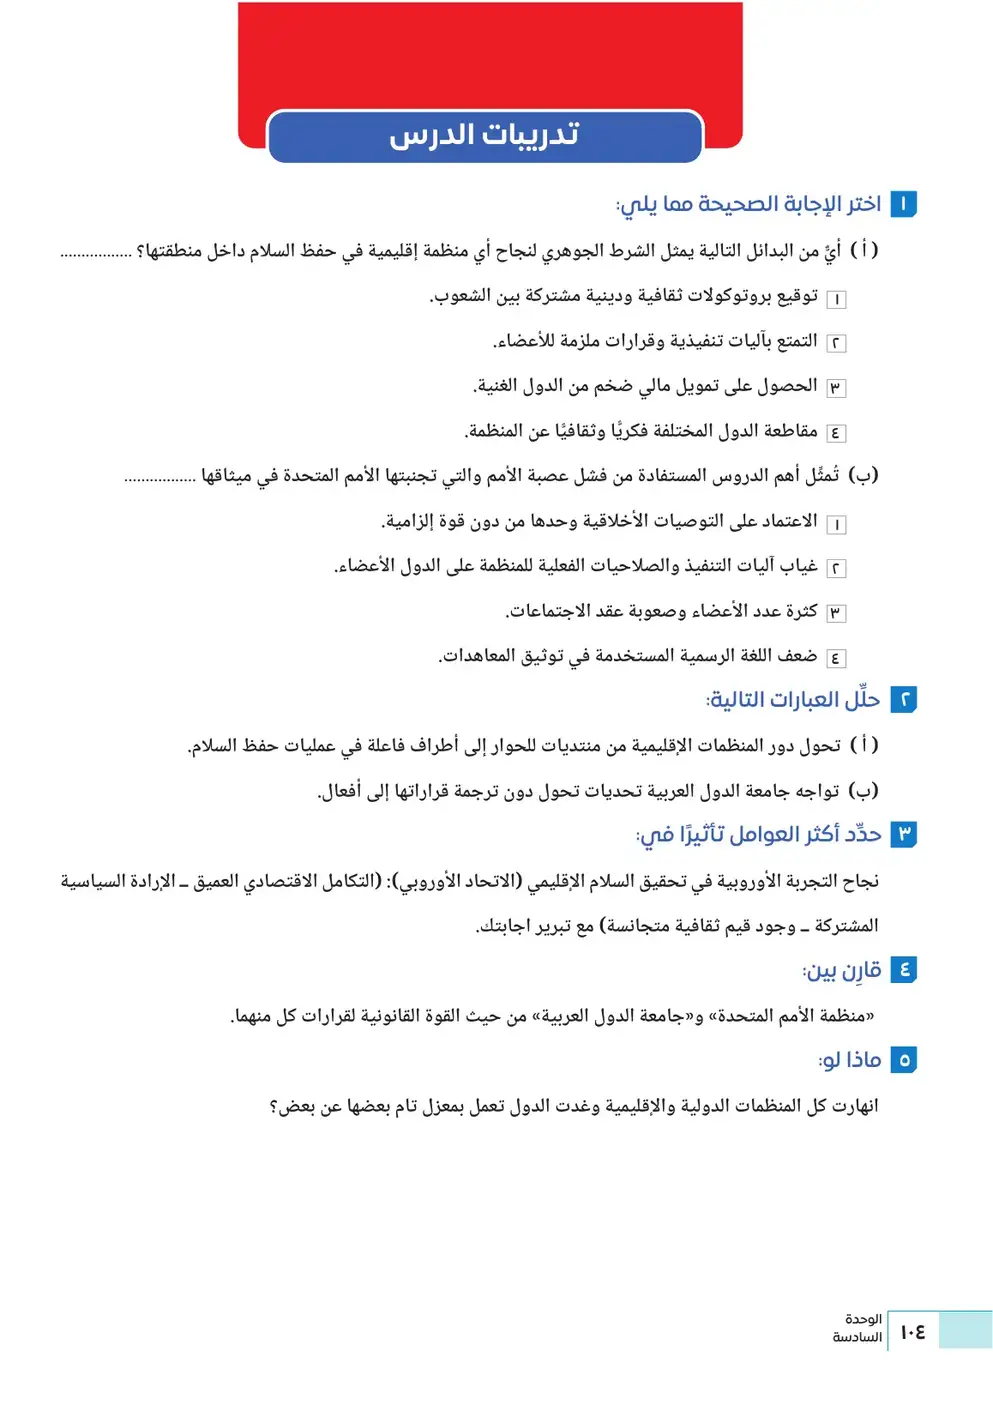 تدريبات الدرس
١ اختر الإجابة الصحيحة مما يلي:
( أ ) أيٌّ من البدائل التالية يمثل الشرط الجوهري لنجاح أي منظمة إقليمية في حفظ السلام داخل منطقتها؟ .................
١ توقيع بروتوكولات ثقافية ودينية مشتركة بين الشعوب.
٢ التمتع بآليات تنفيذية وقرارات ملزمة للأعضاء.
٣ الحصول على تمويل مالي ضخم من الدول الغنية.
٤ مقاطعة الدول المختلفة فكريًّا وثقافيًّا عن المنظمة.
(ب) تُمثِّل أهم الدروس المستفادة من فشل عصبة الأمم والتي تجنبتها الأمم المتحدة في ميثاقها .................
١ الاعتماد على التوصيات الأخلاقية وحدها من دون قوة إلزامية.
٢ غياب آليات التنفيذ والصلاحيات الفعلية للمنظمة على الدول الأعضاء.
٣ كثرة عدد الأعضاء وصعوبة عقد الاجتماعات.
٤ ضعف اللغة الرسمية المستخدمة في توثيق المعاهدات.
٢ حلِّل العبارات التالية:
( أ ) تحول دور المنظمات الإقليمية من منتديات للحوار إلى أطراف فاعلة في عمليات حفظ السلام.
(ب) تواجه جامعة الدول العربية تحديات تحول دون ترجمة قراراتها إلى أفعال.
٣ حدِّد أكثر العوامل تأثيرًا في:
نجاح التجربة الأوروبية في تحقيق السلام الإقليمي (الاتحاد الأوروبي): (التكامل الاقتصادي العميق ــ الإرادة السياسية
المشتركة ــ وجود قيم ثقافية متجانسة) مع تبرير اجابتك.
٤ قارِن بين:
«منظمة الأمم المتحدة» و«جامعة الدول العربية» من حيث القوة القانونية لقرارات كل منهما.
٥ ماذا لو:
انهارت كل المنظمات الدولية والإقليمية وغدت الدول تعمل بمعزل تام بعضها عن بعض؟
الوحدة
السادسة
١٠٤